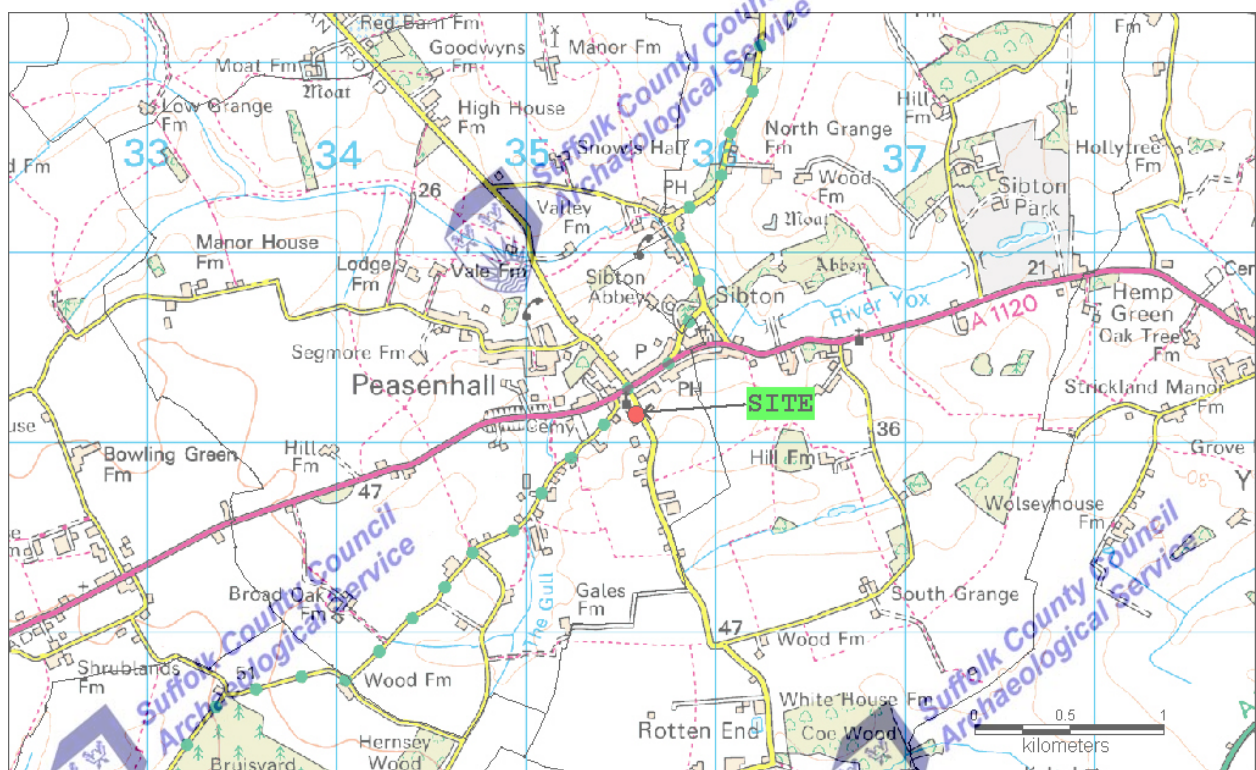 Red Barn Fm
Goodwyns
Fm
Manor Fm
Moat Fm
Moat
Low Grange
Fm
High House
Fm
Hill
Fm
Fm
North Grange
Fm
Hollytree
Fm
d Fm
33
34
35
36
37
Snow's Hall
PH
Wood
Fm
Sibton
Park
26
Valley
Fm
Moat
Manor House
Fm
Lodge
Fm
Vale Fm
Sibton
Abbey
Abbey
Sibton
River Yox
21
A 1120
Hemp
Green
Cem
Oak Tree
Fm
Segmore Fm
P
Peasenhall
PH
SITE
Strickland Manor
Fm
Cemy
use
Bowling Green
Fm
Hill
Fm
47
Hill Fm
36
Grove
30
Y
Wolseyhouse
Fm
Broad Oak
Fm
The Gull
Gales
Fm
South Grange
47
Wood Fm
Shrublands
Fm
51
Wood Fm
White House Fm
Rotten End
Coe Wood
Hernsey
Wood
Bruisyard
0
0.5
1
kilometers
A
Suffolk County Council
Archaeological Service
Suffolk County Council
Archaeological Service
Suffolk County Council
Archaeological Service